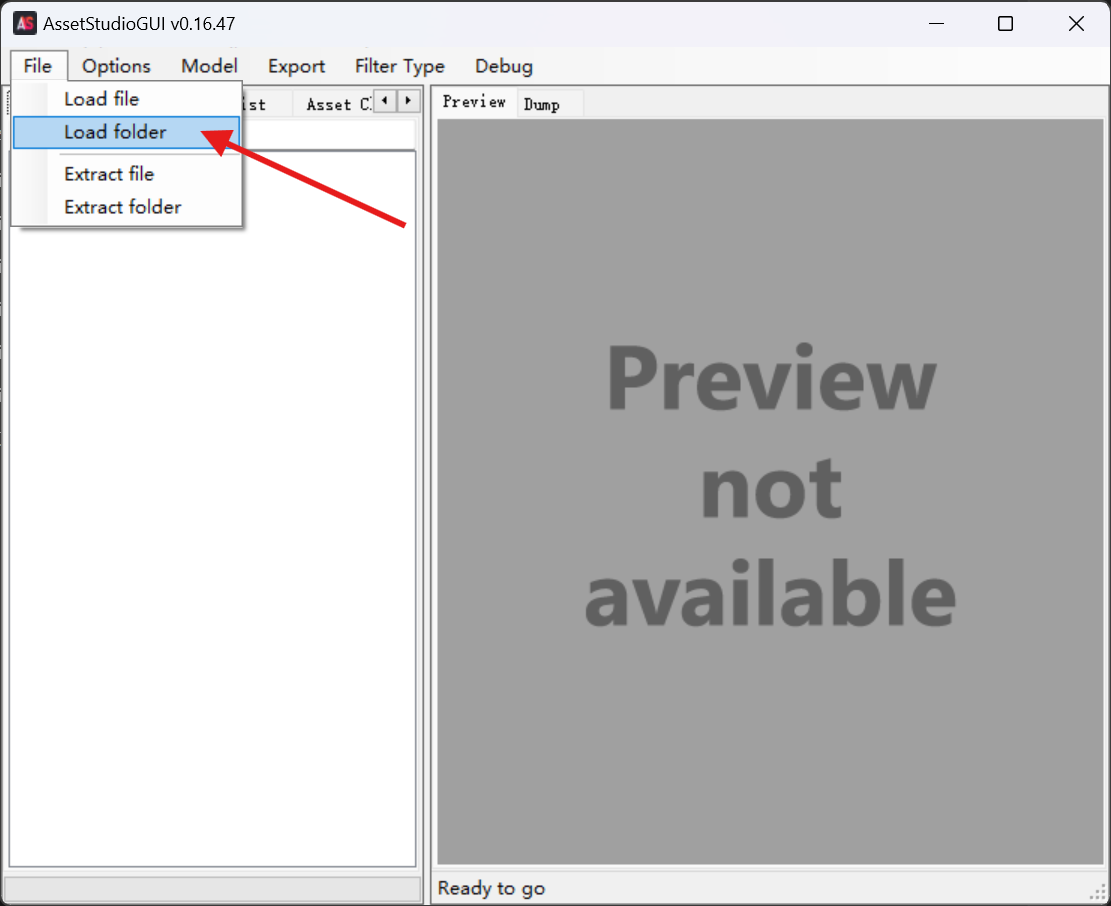 AS AssetStudioGUI v0.16.47
File Options Model Export Filter Type Debug
Load file
Load folder
Extract file
Extract folder
ist Asset C
Preview Dump
Preview
not
available
Ready to go